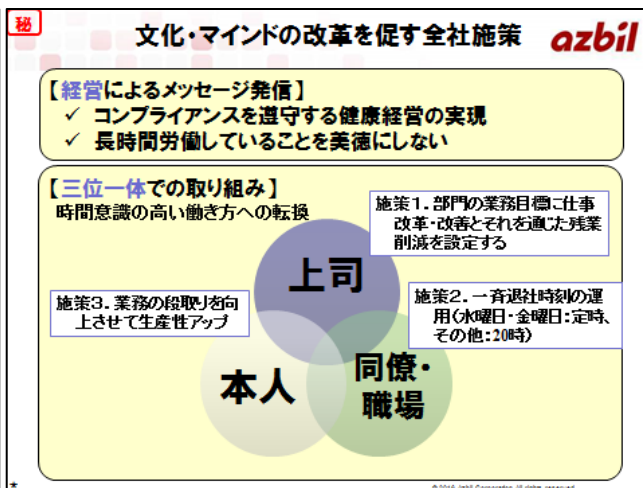 秘
文化・マインドの改革を促す全社施策
azbil
【経営によるメッセージ発信】
✓ コンプライアンスを遵守する健康経営の実現
✓ 長時間労働していることを美徳にしない
【三位一体での取り組み】
時間意識の高い働き方への転換
施策1．部門の業務目標に仕事
改革・改善とそれを通じた残業
削減を設定する
上司
施策3．業務の段取りを向
上させて生産性アップ
施策2．一斉退社時刻の運
用（水曜日・金曜日：定時、
その他：20時）
本人
同僚・
職場
*